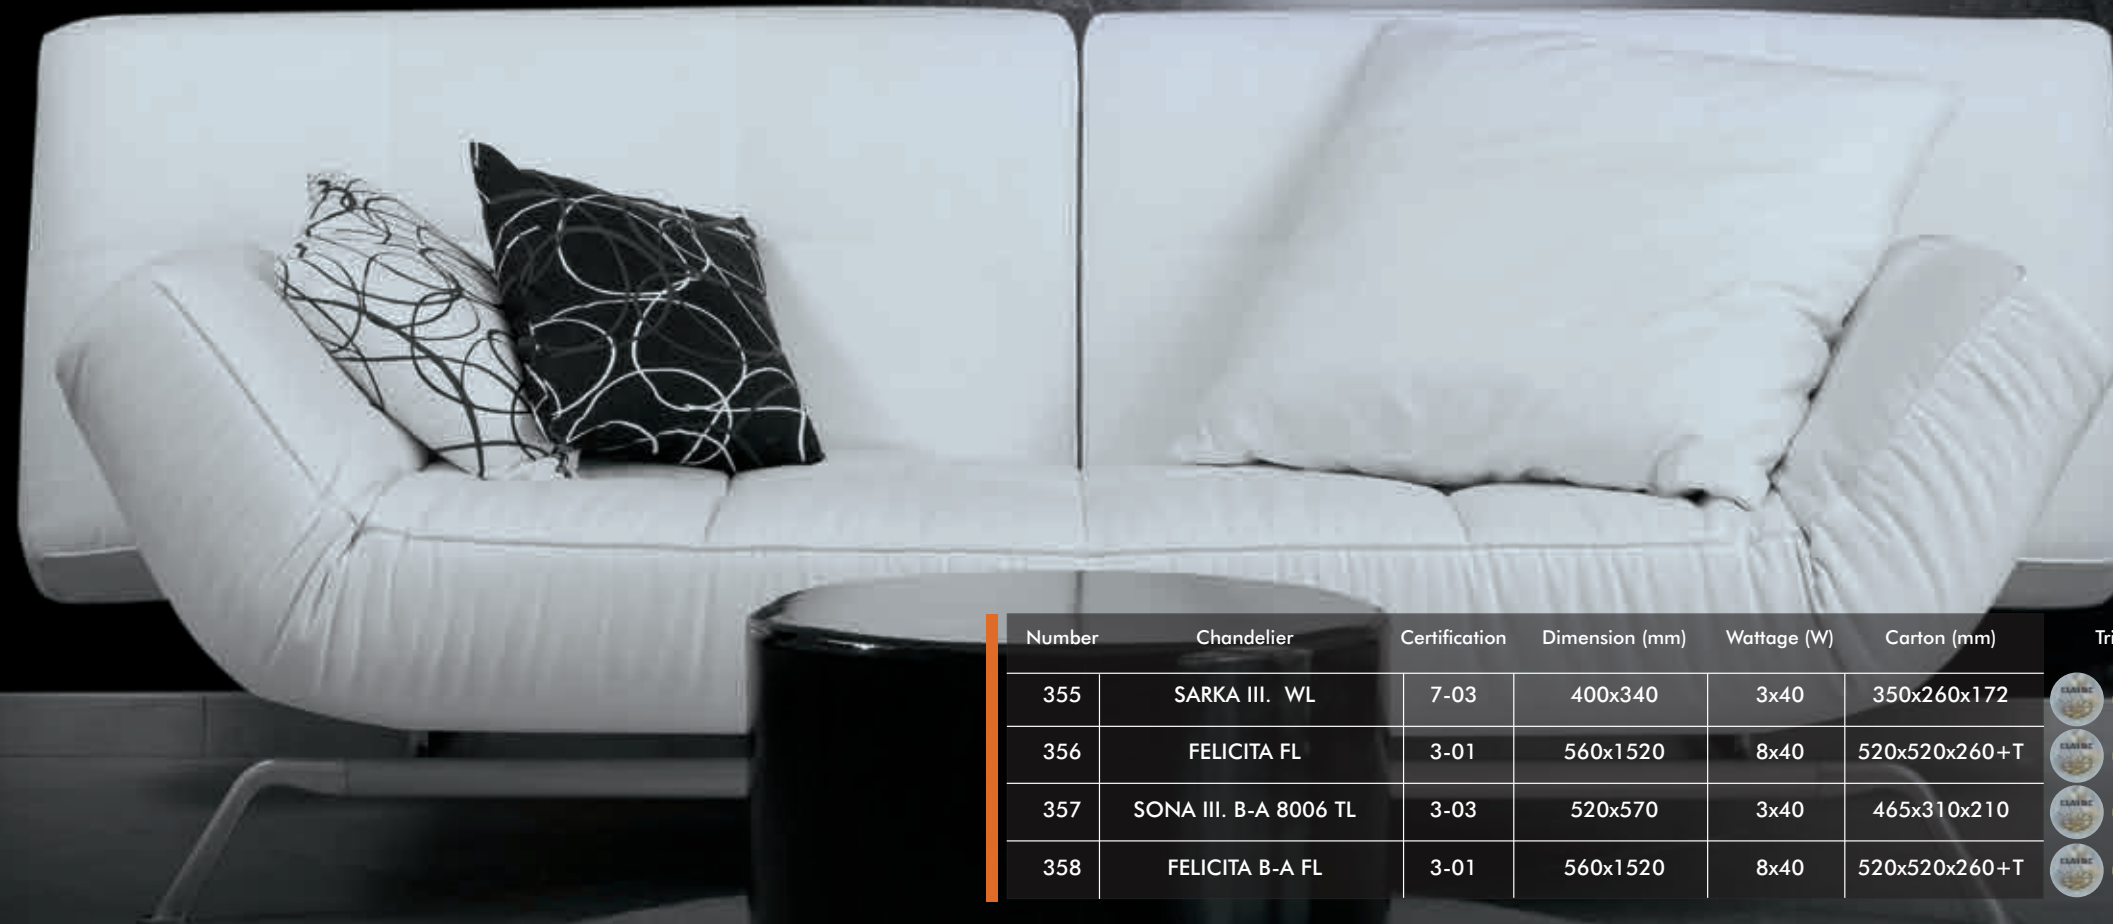 Number Chandelier Certification Dimension (mm) Wattage (W) Carton (mm)
355 SARKA III. WL 7-03 400x340 3x40 350x260x172
356 FELICITA FL 3-01 560x1520 8x40 520x520x260+T
357 SONA III. B-A 8006 TL 3-03 520x570 3x40 465x310x210
358 FELICITA B-A FL 3-01 560x1520 8x40 520x520x260+T